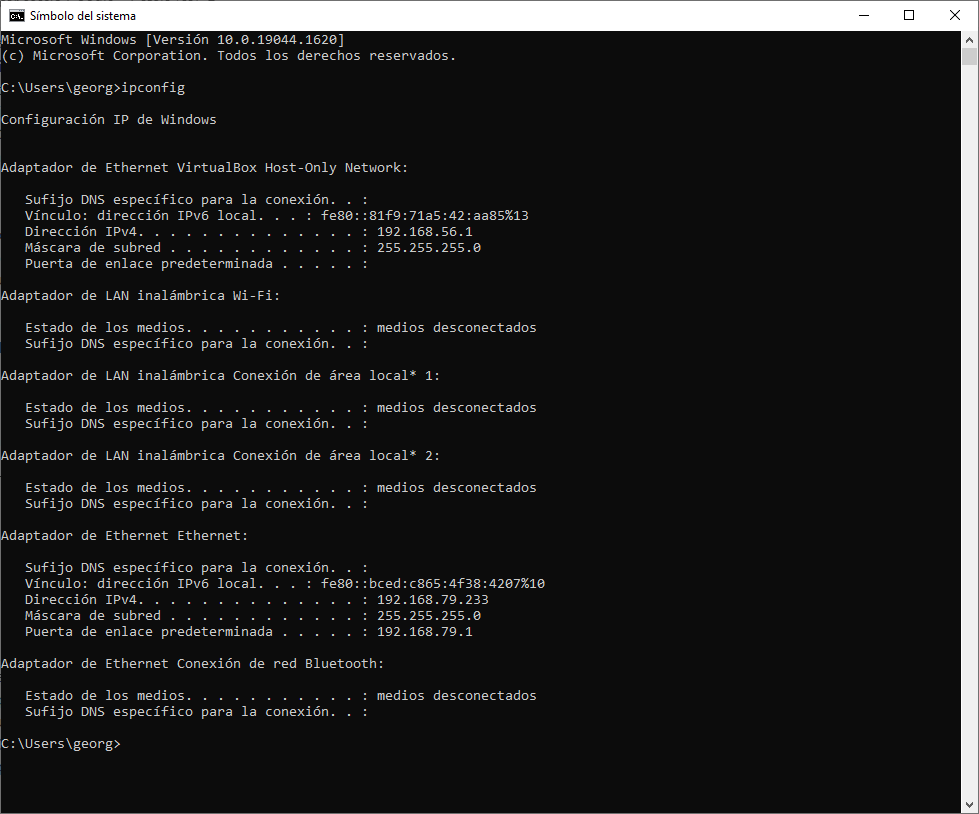 Símbolo del sistema
Microsoft Windows [Versión 10.0.19044.1620]
(c) Microsoft Corporation. Todos los derechos reservados.
C:\Users\georg>ipconfig
Configuración IP de Windows
Adaptador de Ethernet VirtualBox Host-Only Network:
   Sufijo DNS específico para la conexión. . :
   Vínculo: dirección IPv6 local. . . : fe80::81f9:71a5:42:aa85%13
   Dirección IPv4. . . . . . . . . . . . . . : 192.168.56.1
   Máscara de subred . . . . . . . . . . . . : 255.255.255.0
   Puerta de enlace predeterminada . . . . . :
Adaptador de LAN inalámbrica Wi-Fi:
   Estado de los medios. . . . . . . . . . . : medios desconectados
   Sufijo DNS específico para la conexión. . :
Adaptador de LAN inalámbrica Conexión de área local* 1:
   Estado de los medios. . . . . . . . . . . : medios desconectados
   Sufijo DNS específico para la conexión. . :
Adaptador de LAN inalámbrica Conexión de área local* 2:
   Estado de los medios. . . . . . . . . . . : medios desconectados
   Sufijo DNS específico para la conexión. . :
Adaptador de Ethernet Ethernet:
   Sufijo DNS específico para la conexión. . :
   Vínculo: dirección IPv6 local. . . : fe80::bced:c865:4f38:4207%10
   Dirección IPv4. . . . . . . . . . . . . . : 192.168.79.233
   Máscara de subred . . . . . . . . . . . . : 255.255.255.0
   Puerta de enlace predeterminada . . . . . : 192.168.79.1
Adaptador de Ethernet Conexión de red Bluetooth:
   Estado de los medios. . . . . . . . . . . : medios desconectados
   Sufijo DNS específico para la conexión. . :
C:\Users\georg>